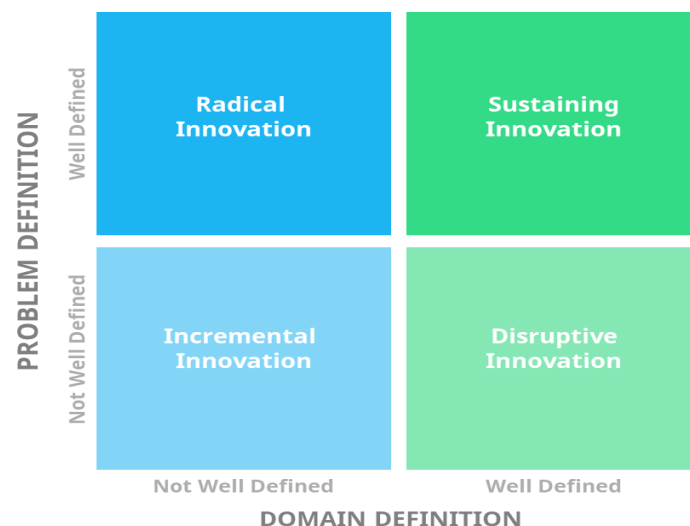 PROBLEM DEFINITION
Well Defined
Radical
Innovation
Sustaining
Innovation
Not Well Defined
Incremental
Innovation
Disruptive
Innovation
Not Well Defined
Well Defined
DOMAIN DEFINITION